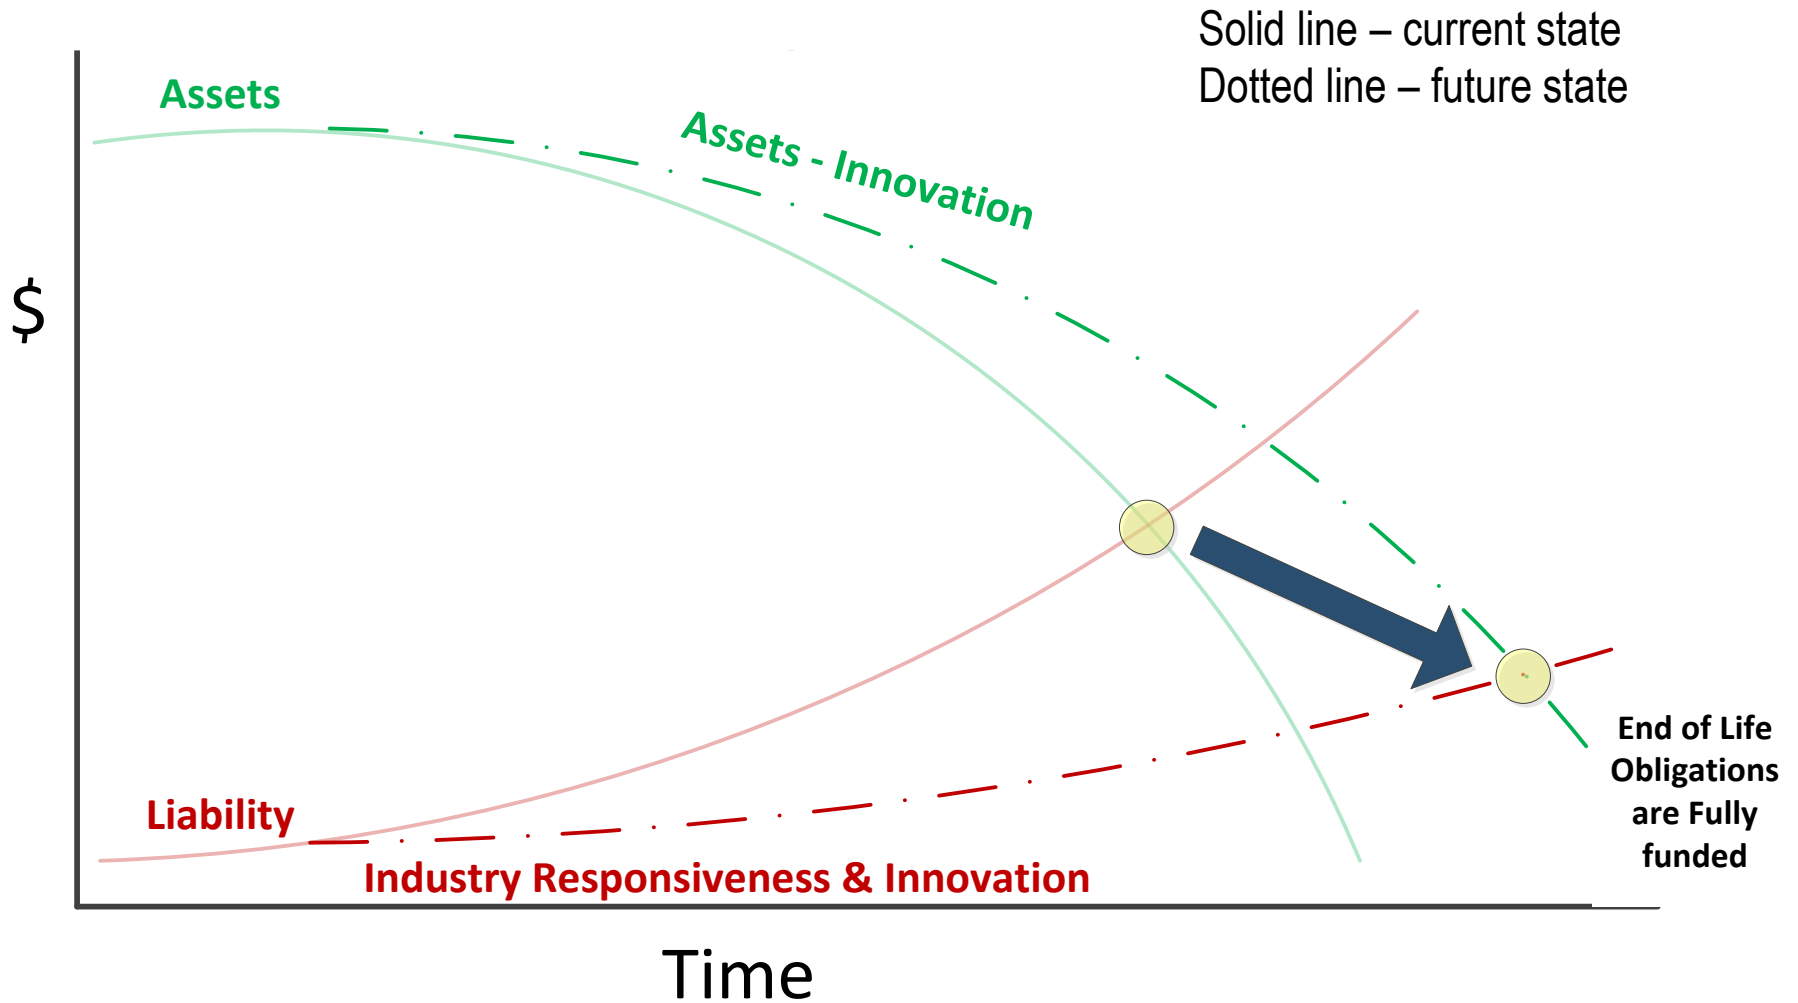 Solid line – current state
Dotted line – future state
Assets
Assets - Innovation
$
Liability
Industry Responsiveness & Innovation
End of Life
Obligations
are Fully
funded
Time